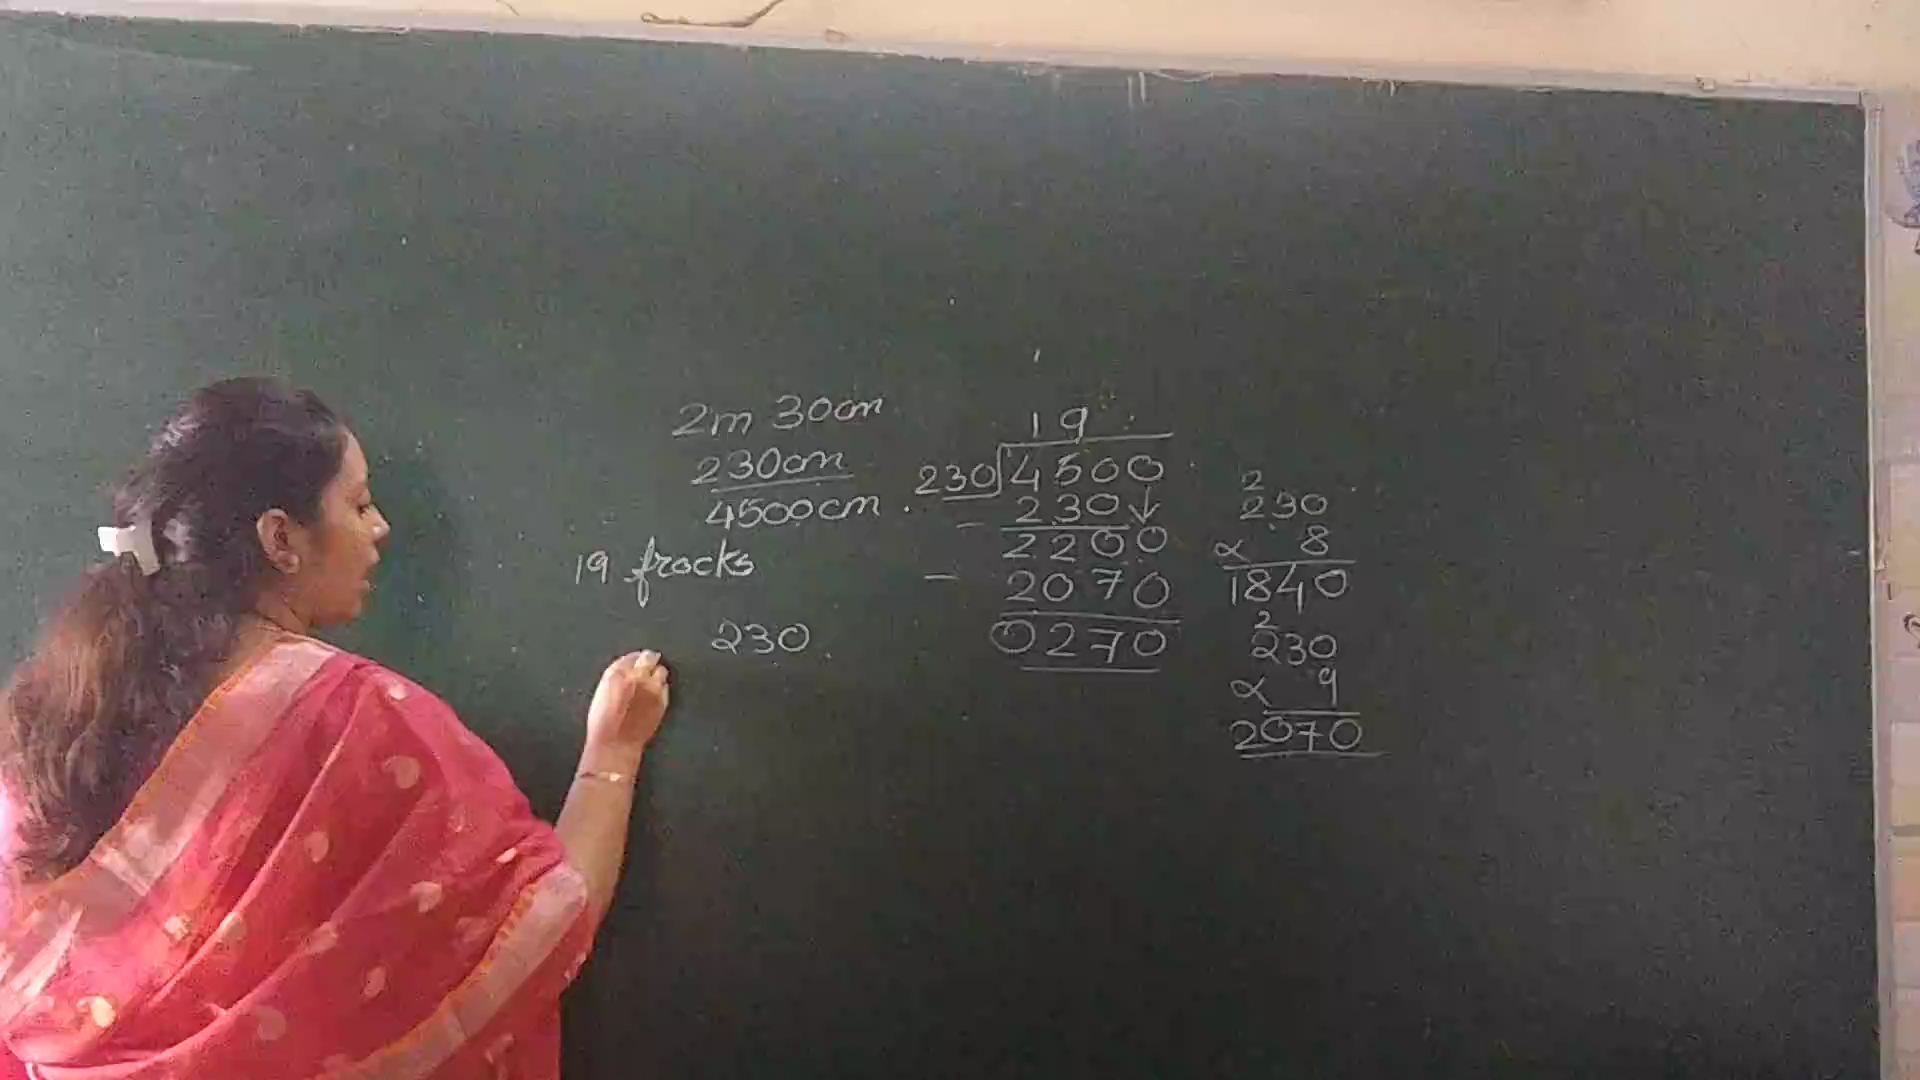 2m 30cm
230cm
4500cm .
19 frocks
230
19
230)4500
- 230↓
2200
- 2070
0270
2
230
x 8
1840
2
230
x 9
2070